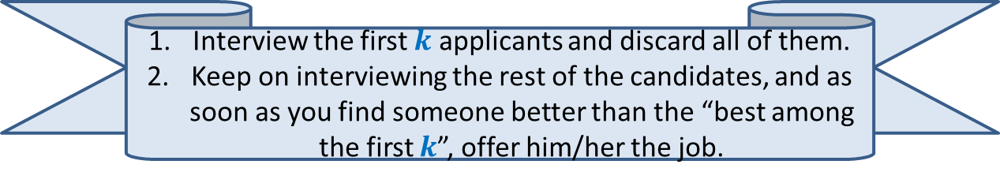 1. Interview the first k applicants and discard all of them.
2. Keep on interviewing the rest of the candidates, and as
soon as you find someone better than the “best among
the first k”, offer him/her the job.